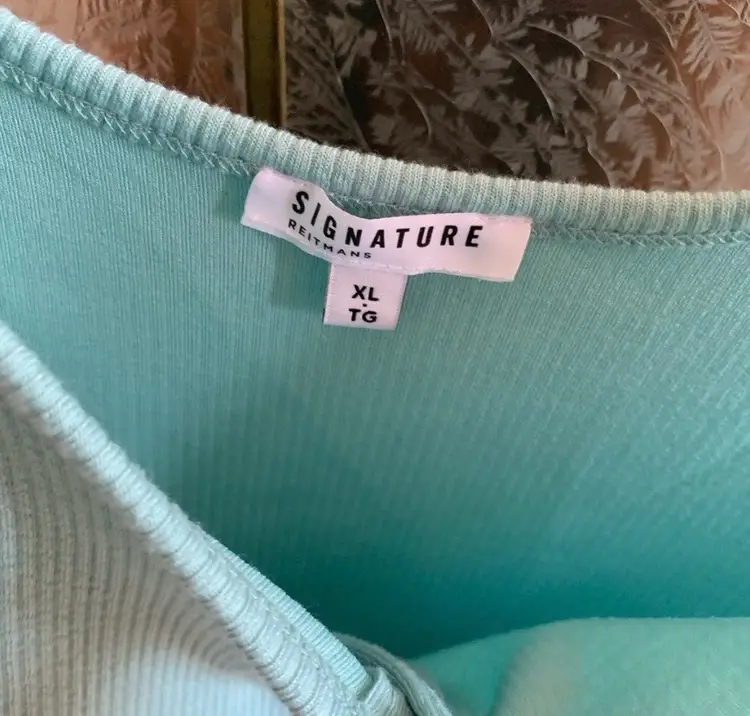 SIGNATURE
REITMANS
XL
·
TG